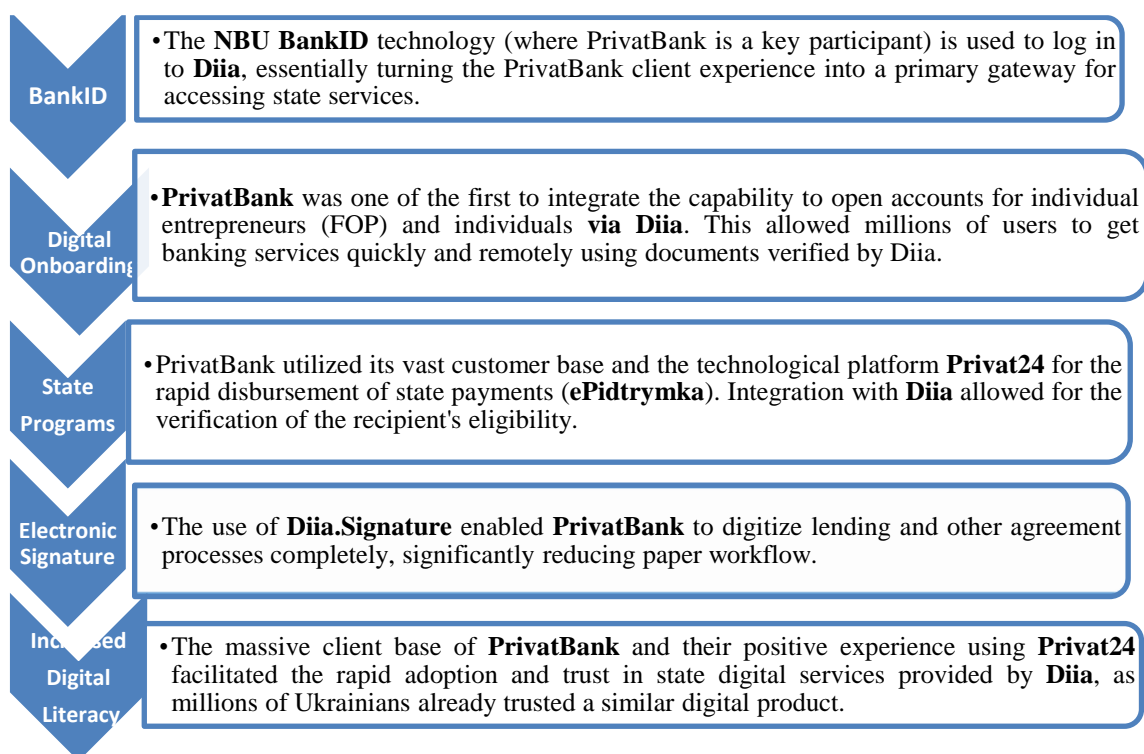 BankID
•The NBU BankID technology (where PrivatBank is a key participant) is used to log in
to Diia, essentially turning the PrivatBank client experience into a primary gateway for
accessing state services.
Digital
Onboarding
•PrivatBank was one of the first to integrate the capability to open accounts for individual
entrepreneurs (FOP) and individuals via Diia. This allowed millions of users to get
banking services quickly and remotely using documents verified by Diia.
State
Programs
•PrivatBank utilized its vast customer base and the technological platform Privat24 for the
rapid disbursement of state payments (ePidtrymka). Integration with Diia allowed for the
verification of the recipient's eligibility.
Electronic
Signature
•The use of Diia.Signature enabled PrivatBank to digitize lending and other agreement
processes completely, significantly reducing paper workflow.
Increased
Digital
Literacy
•The massive client base of PrivatBank and their positive experience using Privat24
facilitated the rapid adoption and trust in state digital services provided by Diia, as
millions of Ukrainians already trusted a similar digital product.